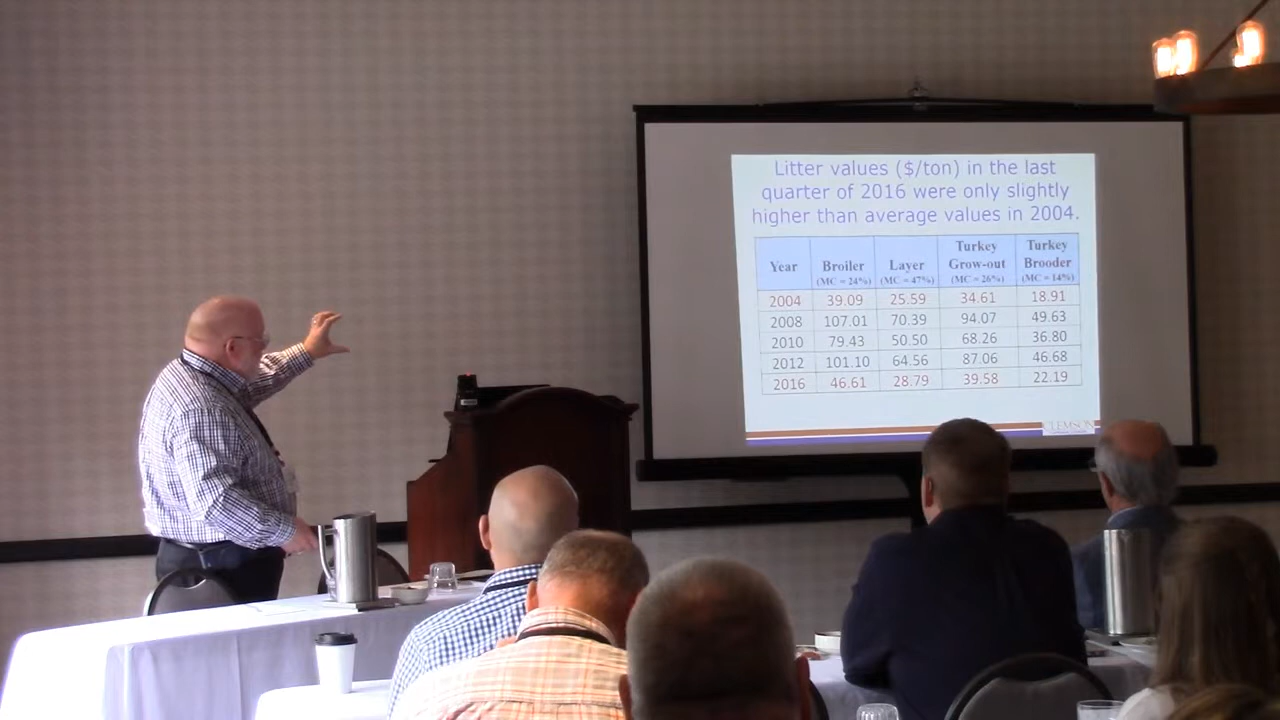 Litter values ($/ton) in the last
quarter of 2016 were only slightly
higher than average values in 2004.
Year Broiler (MC = 24%) Layer (MC = 47%) Turkey Grow-out (MC = 26%) Turkey Brooder (MC = 14%)
2004 39.09 25.59 34.61 18.91
2008 107.01 70.39 94.07 49.63
2010 79.43 50.50 68.26 36.80
2012 101.10 64.56 87.06 46.68
2016 46.61 28.79 39.58 22.19
CLEMSON